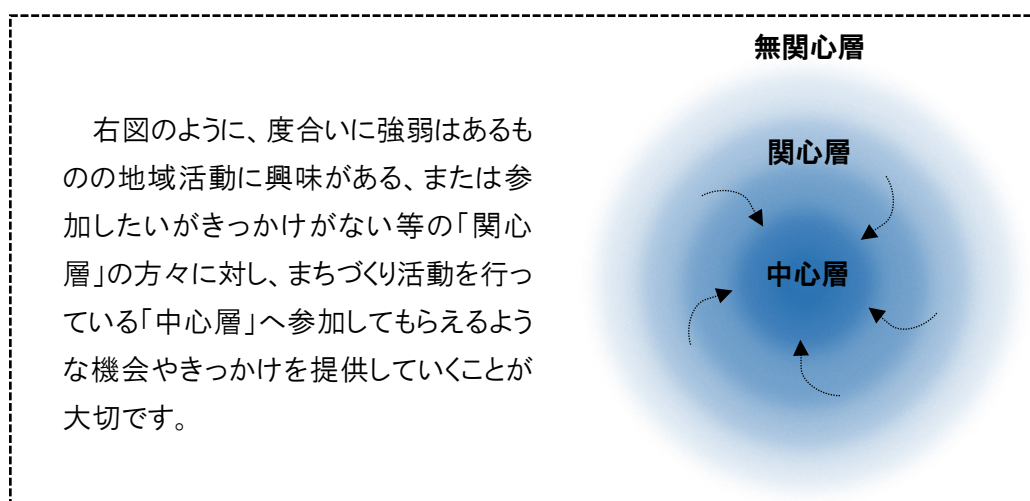 右図のように、度合いに強弱はあるも
のの地域活動に興味がある、または参
加したいがきっかけがない等の「関心
層」の方々に対し、まちづくり活動を行っ
ている「中心層」へ参加してもらえるよう
な機会やきっかけを提供していくことが
大切です。
無関心層
関心層
中心層